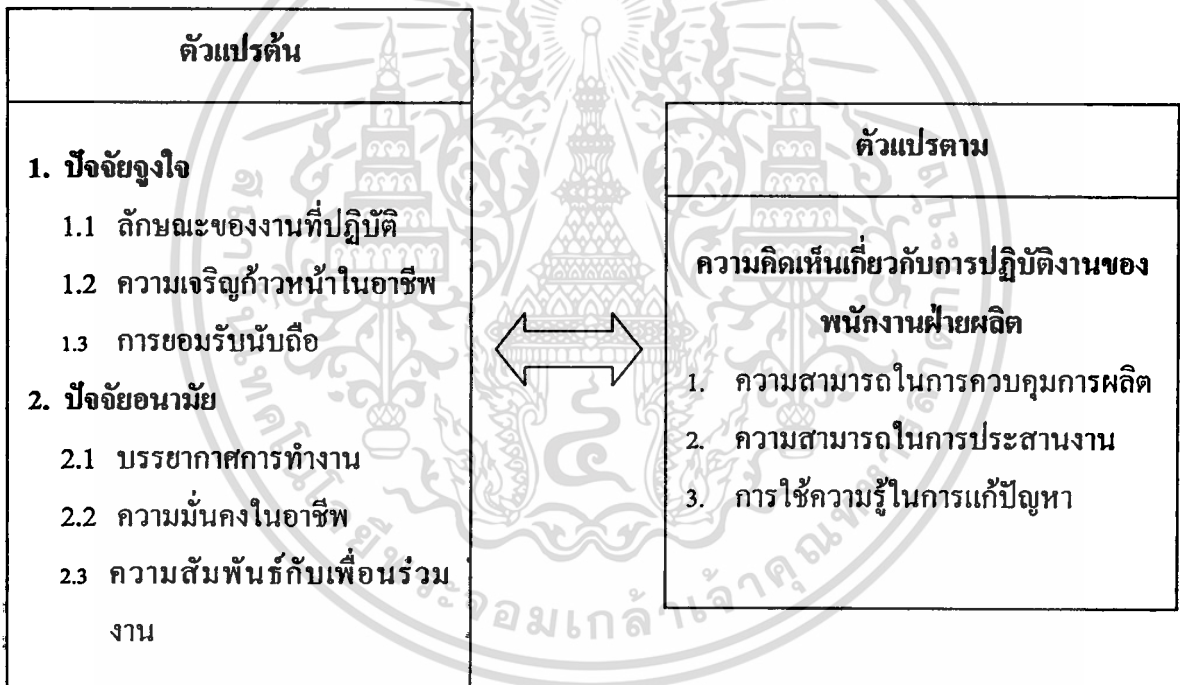 ตัวแปรต้น
1. ปัจจัยจูงใจ
1.1 ลักษณะของงานที่ปฏิบัติ
1.2 ความเจริญก้าวหน้าในอาชีพ
1.3 การยอมรับนับถือ
2. ปัจจัยอนามัย
2.1 บรรยากาศการทำงาน
2.2 ความมั่นคงในอาชีพ
2.3 ความสัมพันธ์กับเพื่อนร่วม
งาน
ตัวแปรตาม
ความคิดเห็นเกี่ยวกับการปฏิบัติงานของ
พนักงานฝ่ายผลิต
1. ความสามารถในการควบคุมการผลิต
2. ความสามารถในการประสานงาน
3. การใช้ความรู้ในการแก้ปัญหา